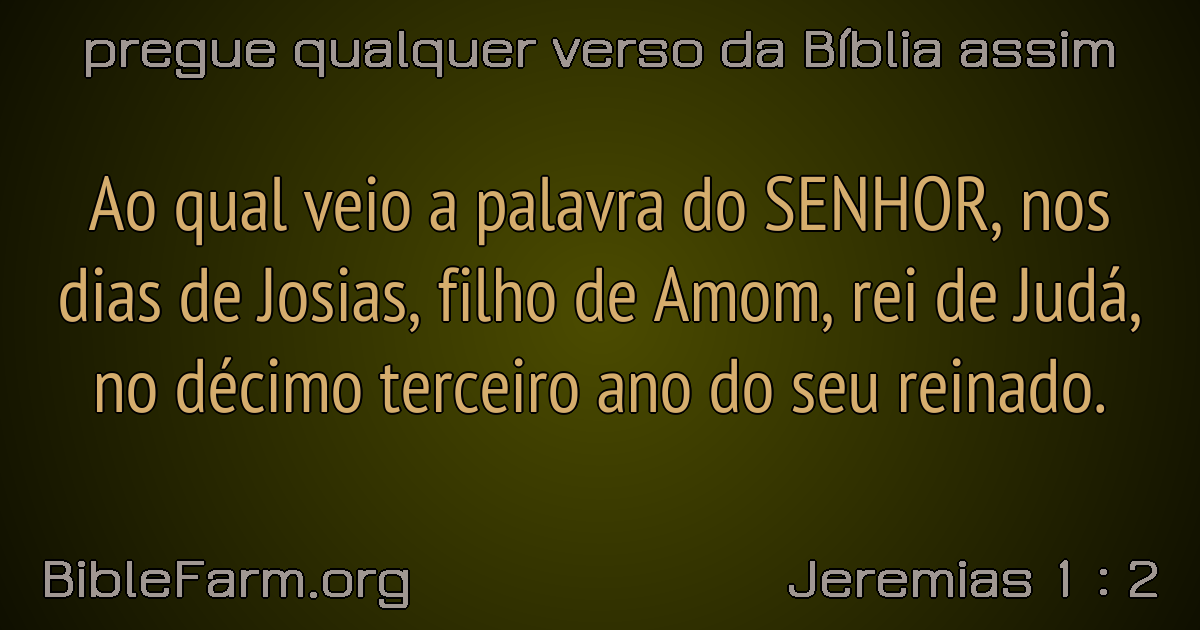 pregue qualquer verso da Bíblia assim
Ao qual veio a palavra do SENHOR, nos
dias de Josias, filho de Amom, rei de Judá,
no décimo terceiro ano do seu reinado.
BibleFarm.org
Jeremias 1 : 2